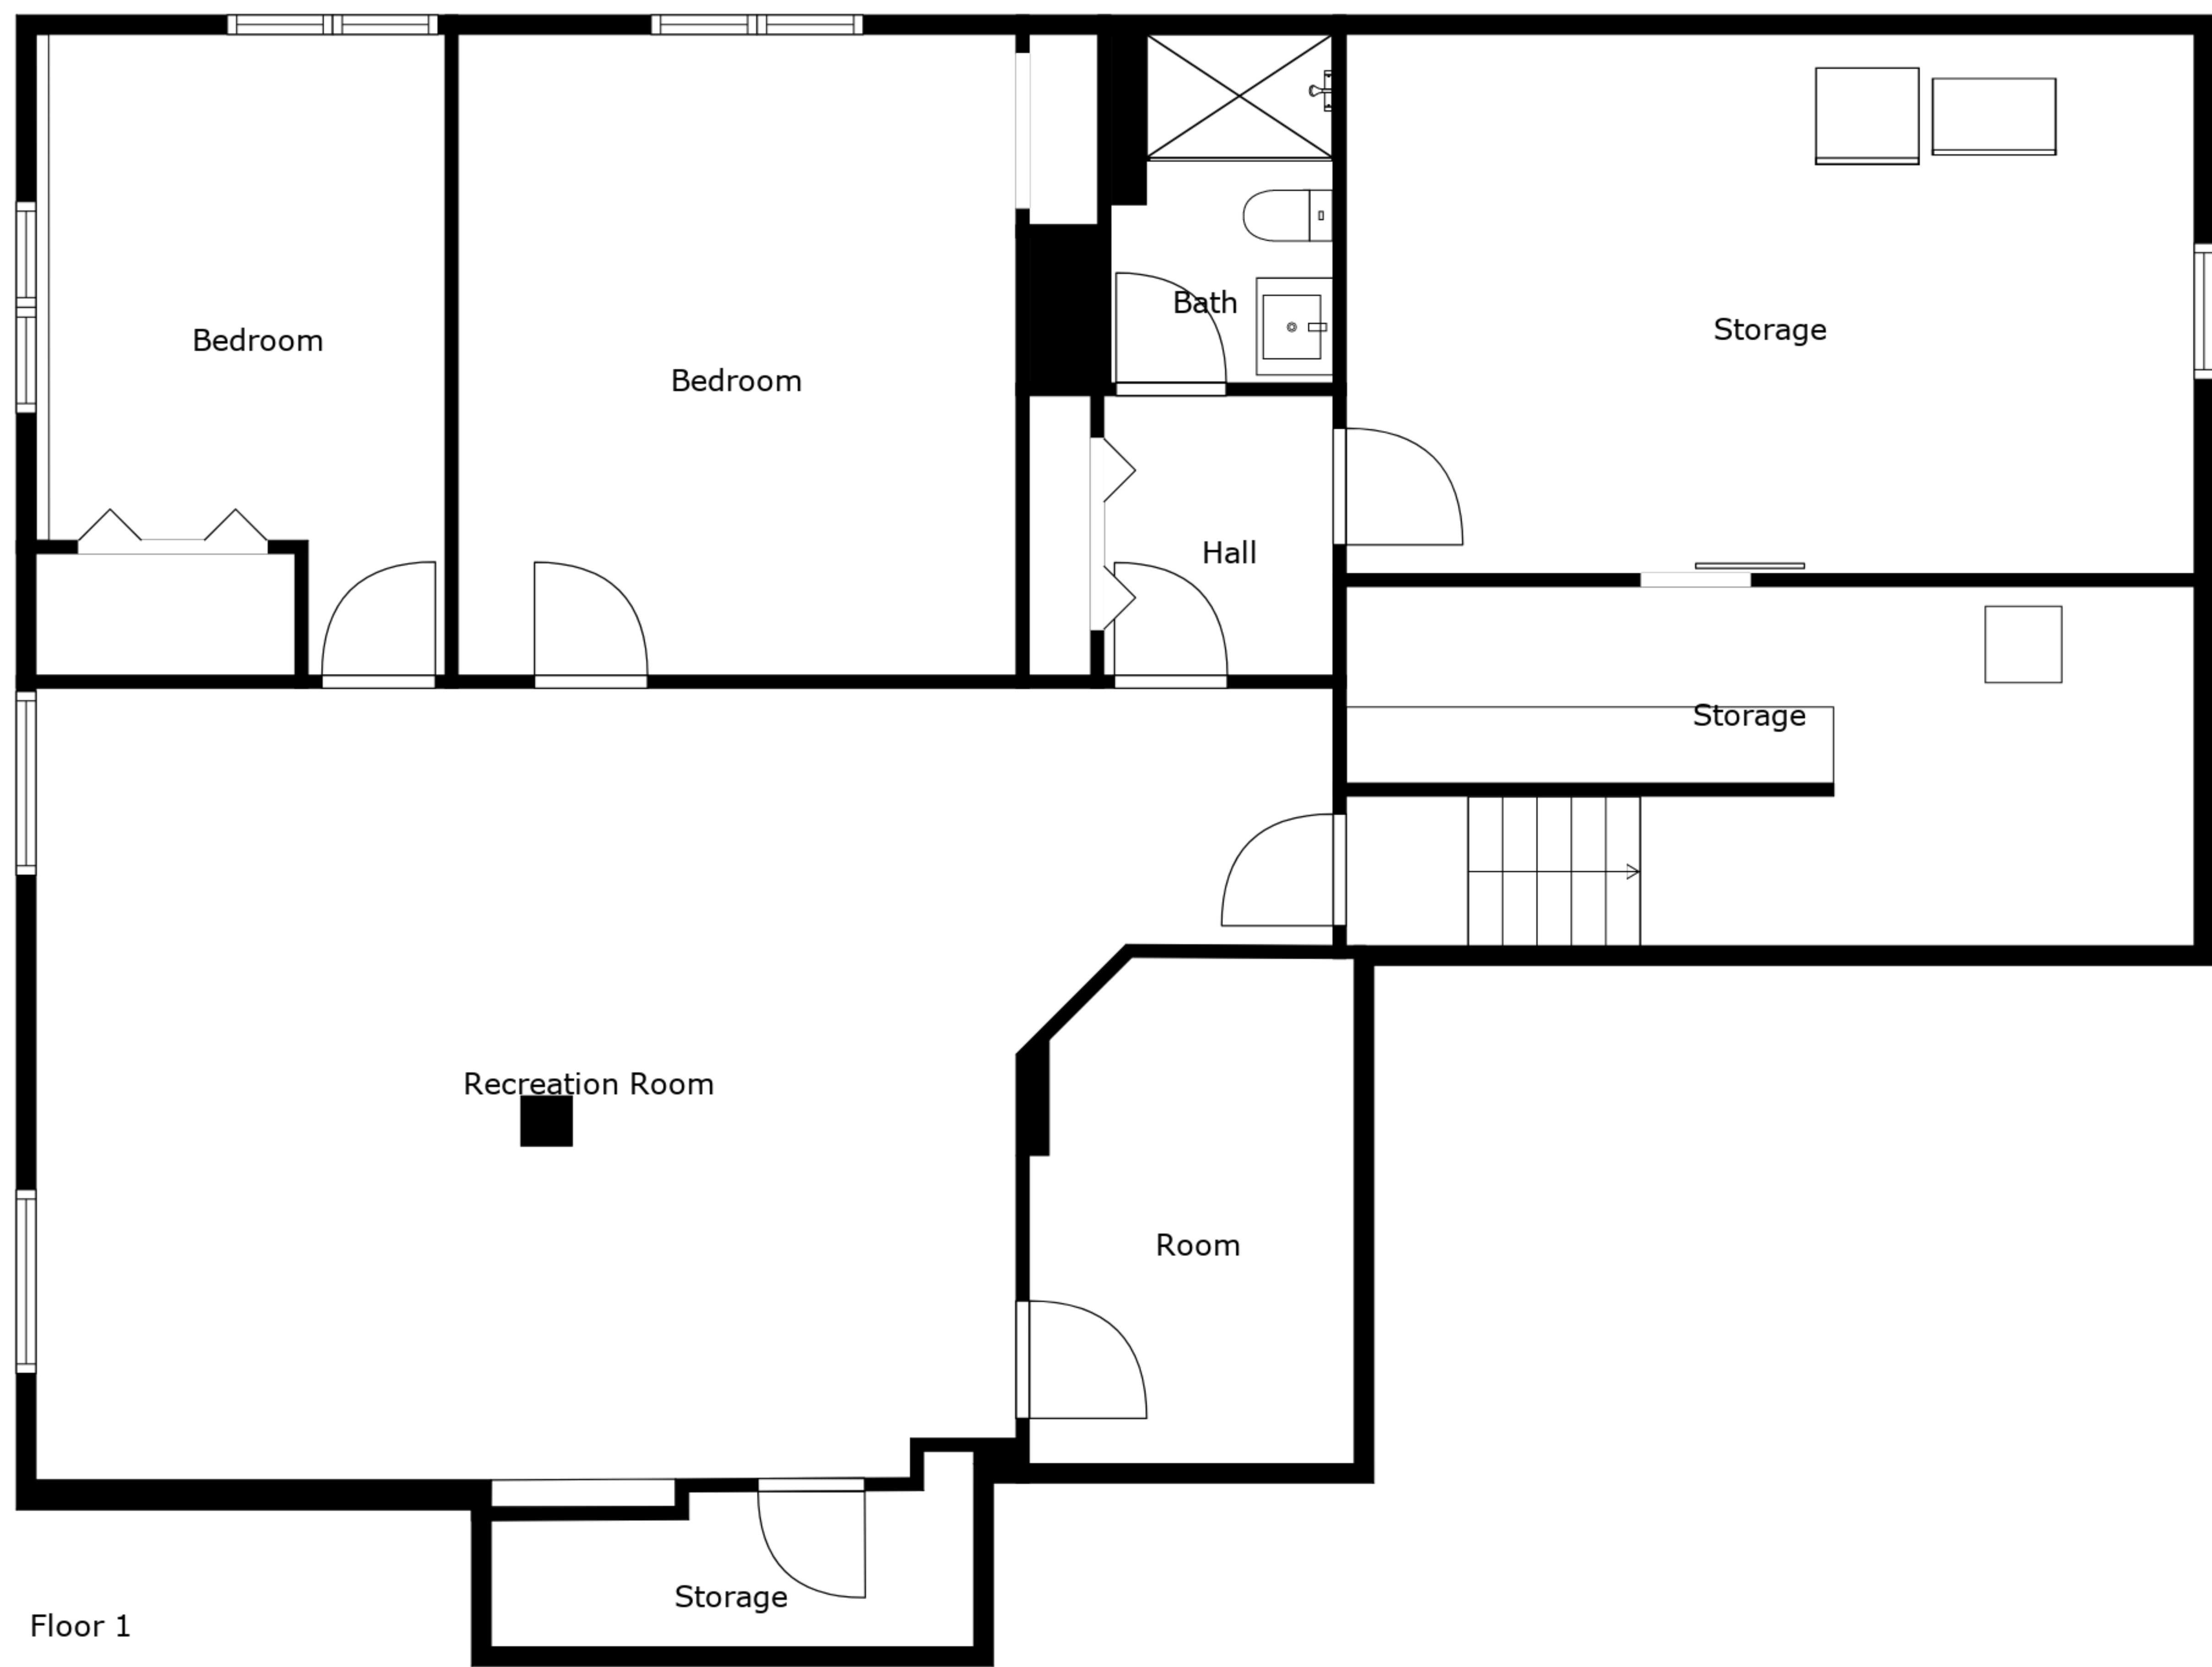 Bath
Storage
Bedroom
Bedroom
Hall
Storage
Recreation Room
Room
Storage
Floor 1